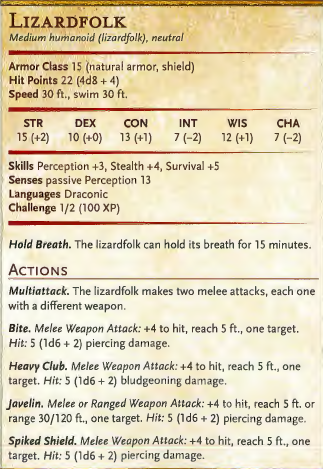 LIZARDFOLK
Medium humanoid (lizardfolk), neutral
Armor Class 15 (natural armor, shield)
Hit Points 22 (4d8 + 4)
Speed 30 ft., swim 30 ft.
STR DEX CON INT WIS CHA
15 (+2) 10 (+0) 13 (+1) 7 (−2) 12 (+1) 7 (−2)
Skills Perception +3, Stealth +4, Survival +5
Senses passive Perception 13
Languages Draconic
Challenge 1/2 (100 XP)
Hold Breath. The lizardfolk can hold its breath for 15 minutes.
ACTIONS
Multiattack. The lizardfolk makes two melee attacks, each one
with a different weapon.
Bite. Melee Weapon Attack: +4 to hit, reach 5 ft., one target.
Hit: 5 (1d6 + 2) piercing damage.
Heavy Club. Melee Weapon Attack: +4 to hit, reach 5 ft., one
target. Hit: 5 (1d6 + 2) bludgeoning damage.
Javelin. Melee or Ranged Weapon Attack: +4 to hit, reach 5 ft. or
range 30/120 ft., one target. Hit: 5 (1d6 + 2) piercing damage.
Spiked Shield. Melee Weapon Attack: +4 to hit, reach 5 ft., one
target. Hit: 5 (1d6 + 2) piercing damage.